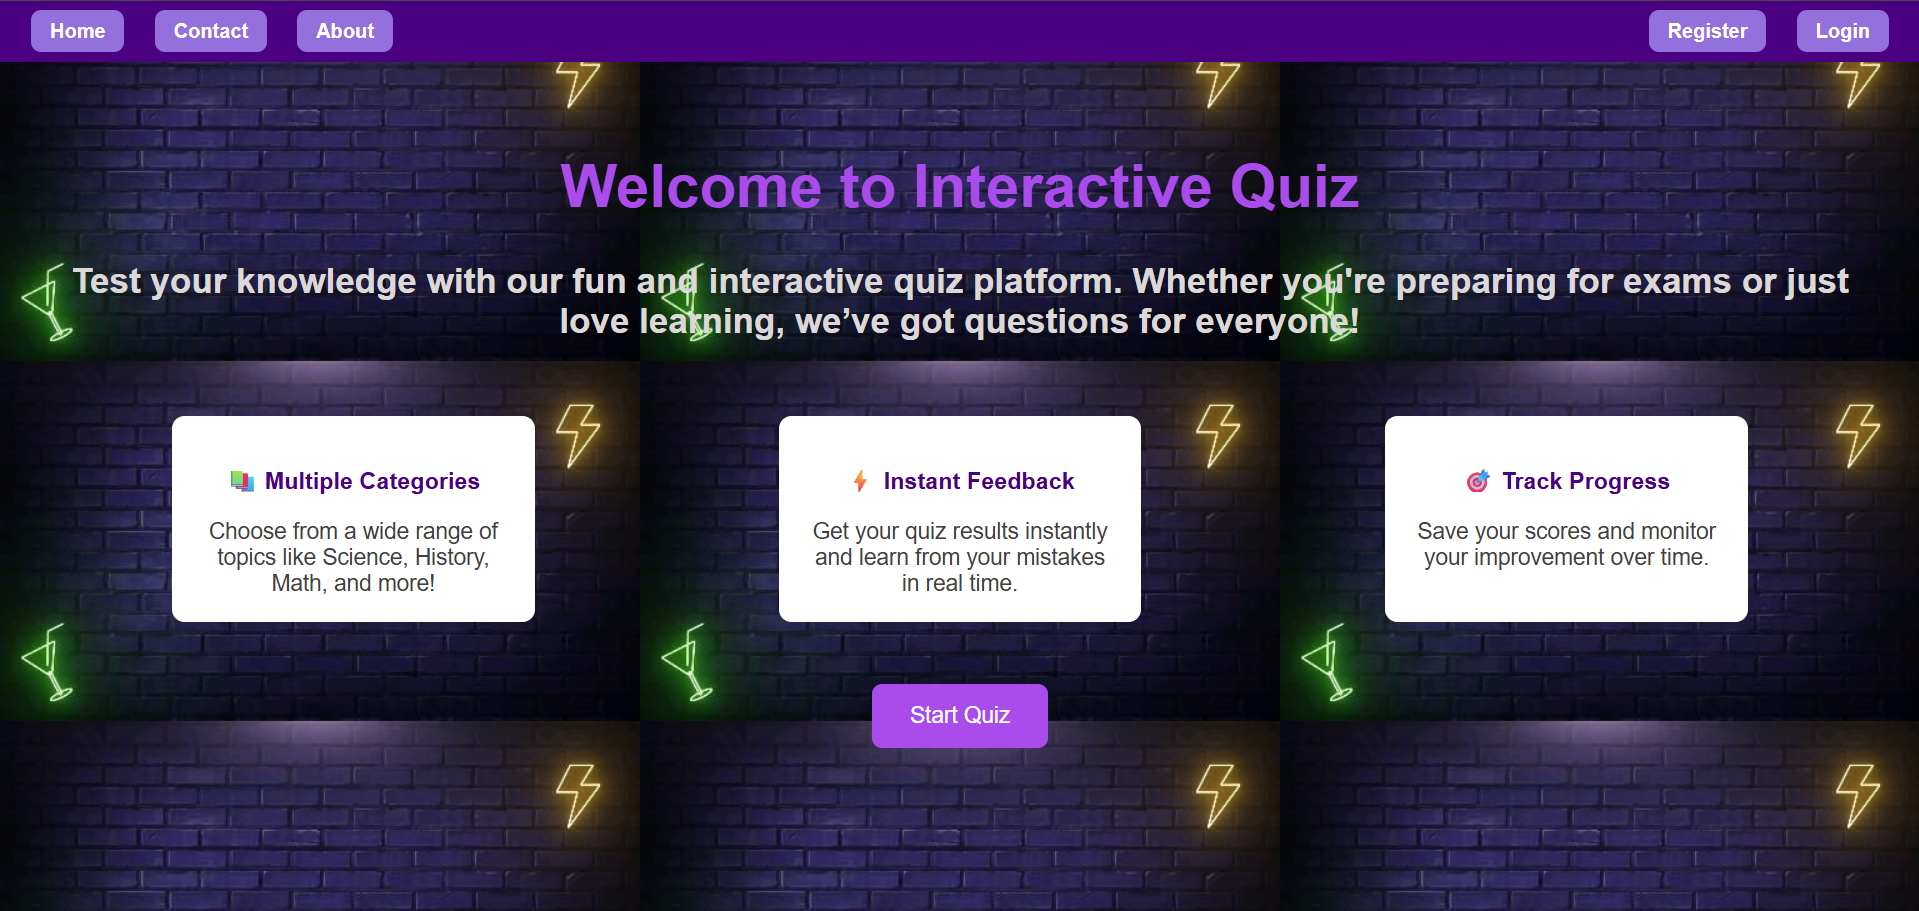 Home Contact About Register Login
Welcome to Interactive Quiz
Test your knowledge with our fun and interactive quiz platform. Whether you're preparing for exams or just
love learning, we’ve got questions for everyone!
Multiple Categories
Choose from a wide range of
topics like Science, History,
Math, and more!
Instant Feedback
Get your quiz results instantly
and learn from your mistakes
in real time.
Track Progress
Save your scores and monitor
your improvement over time.
Start Quiz